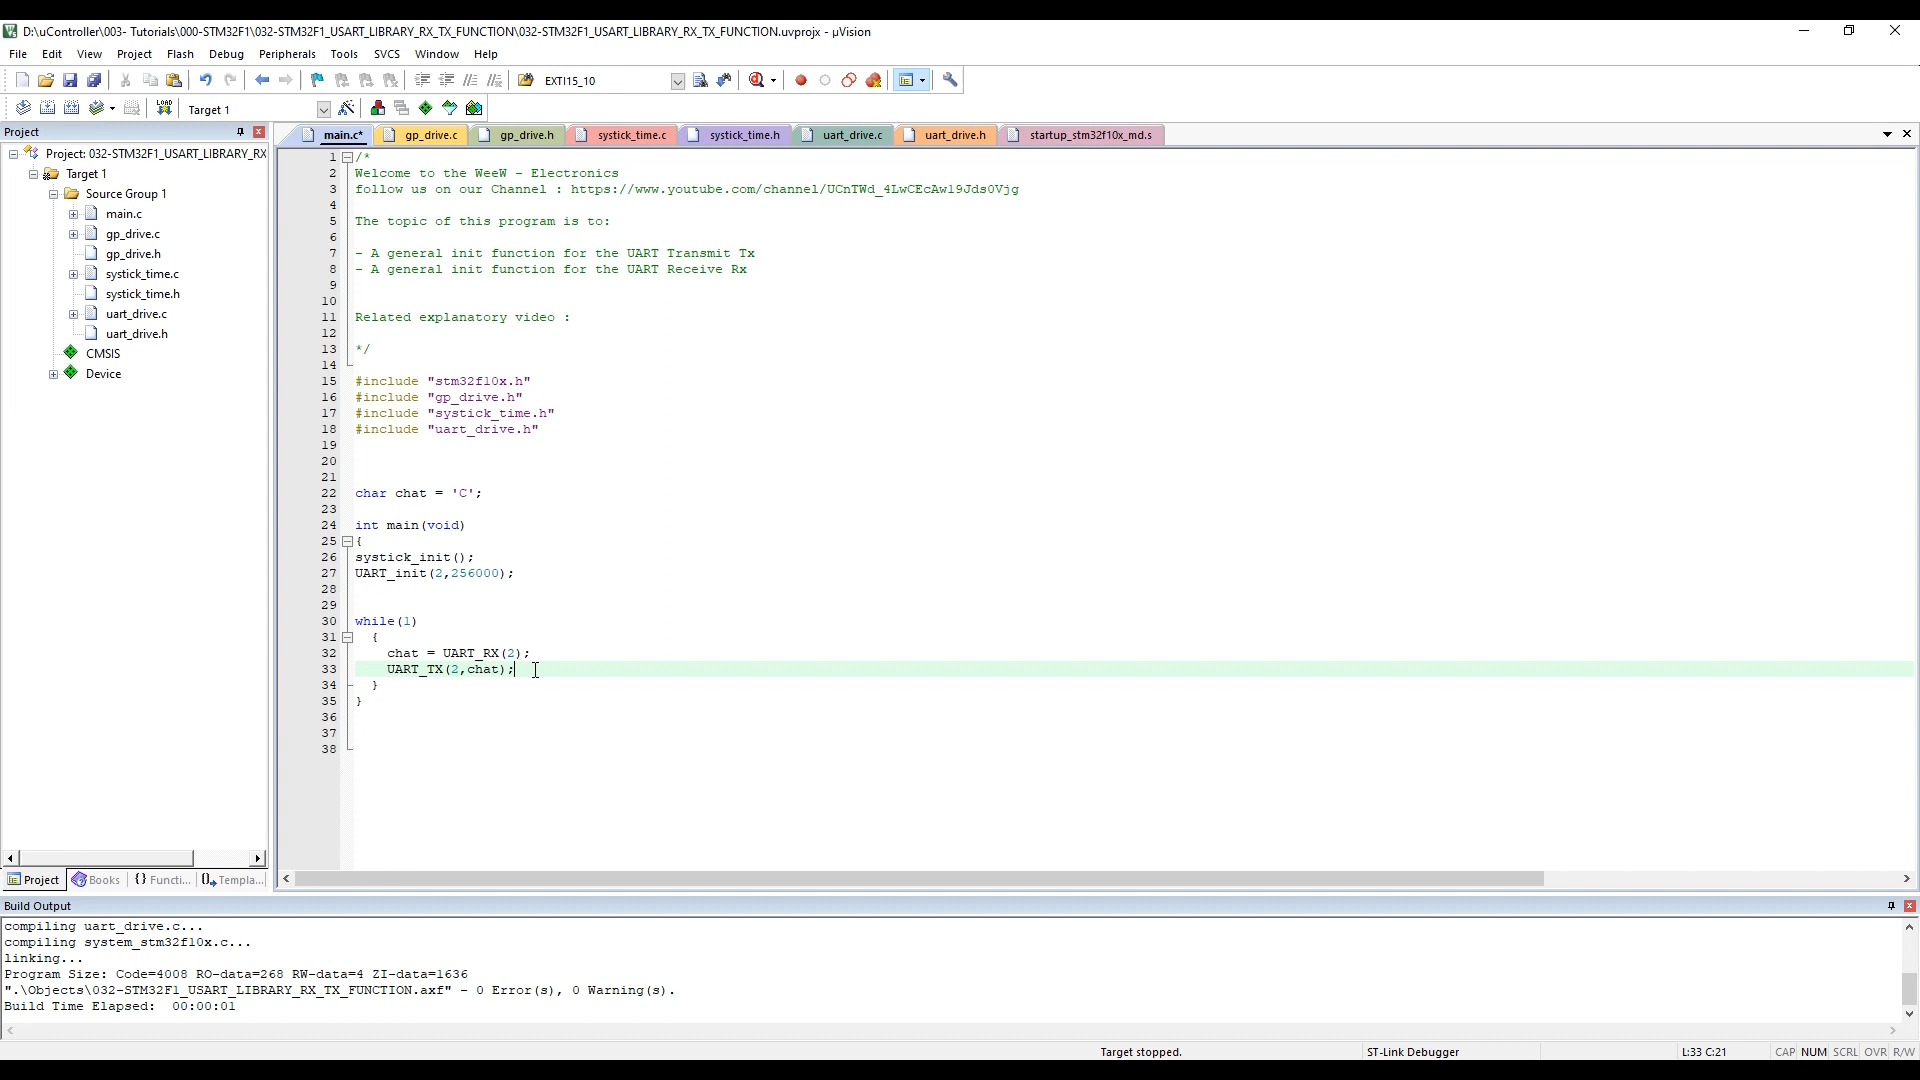 D:\uController\003- Tutorials\000-STM32F1\032-STM32F1_USART_LIBRARY_RX_TX_FUNCTION\032-STM32F1_USART_LIBRARY_RX_TX_FUNCTION.uvprojx - µVision
File Edit View Project Flash Debug Peripherals Tools SVCS Window Help
EXTI15_10
LOAD Target 1
Project
main.c* gp_drive.c gp_drive.h systick_time.c systick_time.h uart_drive.c uart_drive.h startup_stm32f10x_md.s
Project: 032-STM32F1_USART_LIBRARY_RX
Target 1
Source Group 1
main.c
gp_drive.c
gp_drive.h
systick_time.c
systick_time.h
uart_drive.c
uart_drive.h
CMSIS
Device
1 /*
2 Welcome to the WeeW - Electronics
3 follow us on our Channel : https://www.youtube.com/channel/UCnTWd_4LwCEcAwl9Jds0Vjg
4
5 The topic of this program is to:
6
7 - A general init function for the UART Transmit Tx
8 - A general init function for the UART Receive Rx
9
10
11 Related explanatory video :
12
13 */
14
15 #include "stm32f10x.h"
16 #include "gp_drive.h"
17 #include "systick_time.h"
18 #include "uart_drive.h"
19
20
21
22 char chat = 'C';
23
24 int main(void)
25 {
26 systick_init();
27 UART_init(2,256000);
28
29
30 while(1)
31 {
32 chat = UART_RX(2);
33 UART_TX(2,chat);
34 }
35 }
36
37
38
Project Books {} Functi... Templa...
Build Output
compiling uart_drive.c...
compiling system_stm32f10x.c...
linking...
Program Size: Code=4008 RO-data=268 RW-data=4 ZI-data=1636
".\Objects\032-STM32F1_USART_LIBRARY_RX_TX_FUNCTION.axf" - 0 Error(s), 0 Warning(s).
Build Time Elapsed: 00:00:01
Target stopped. ST-Link Debugger L:33 C:21 CAP NUM SCRL OVR R/W